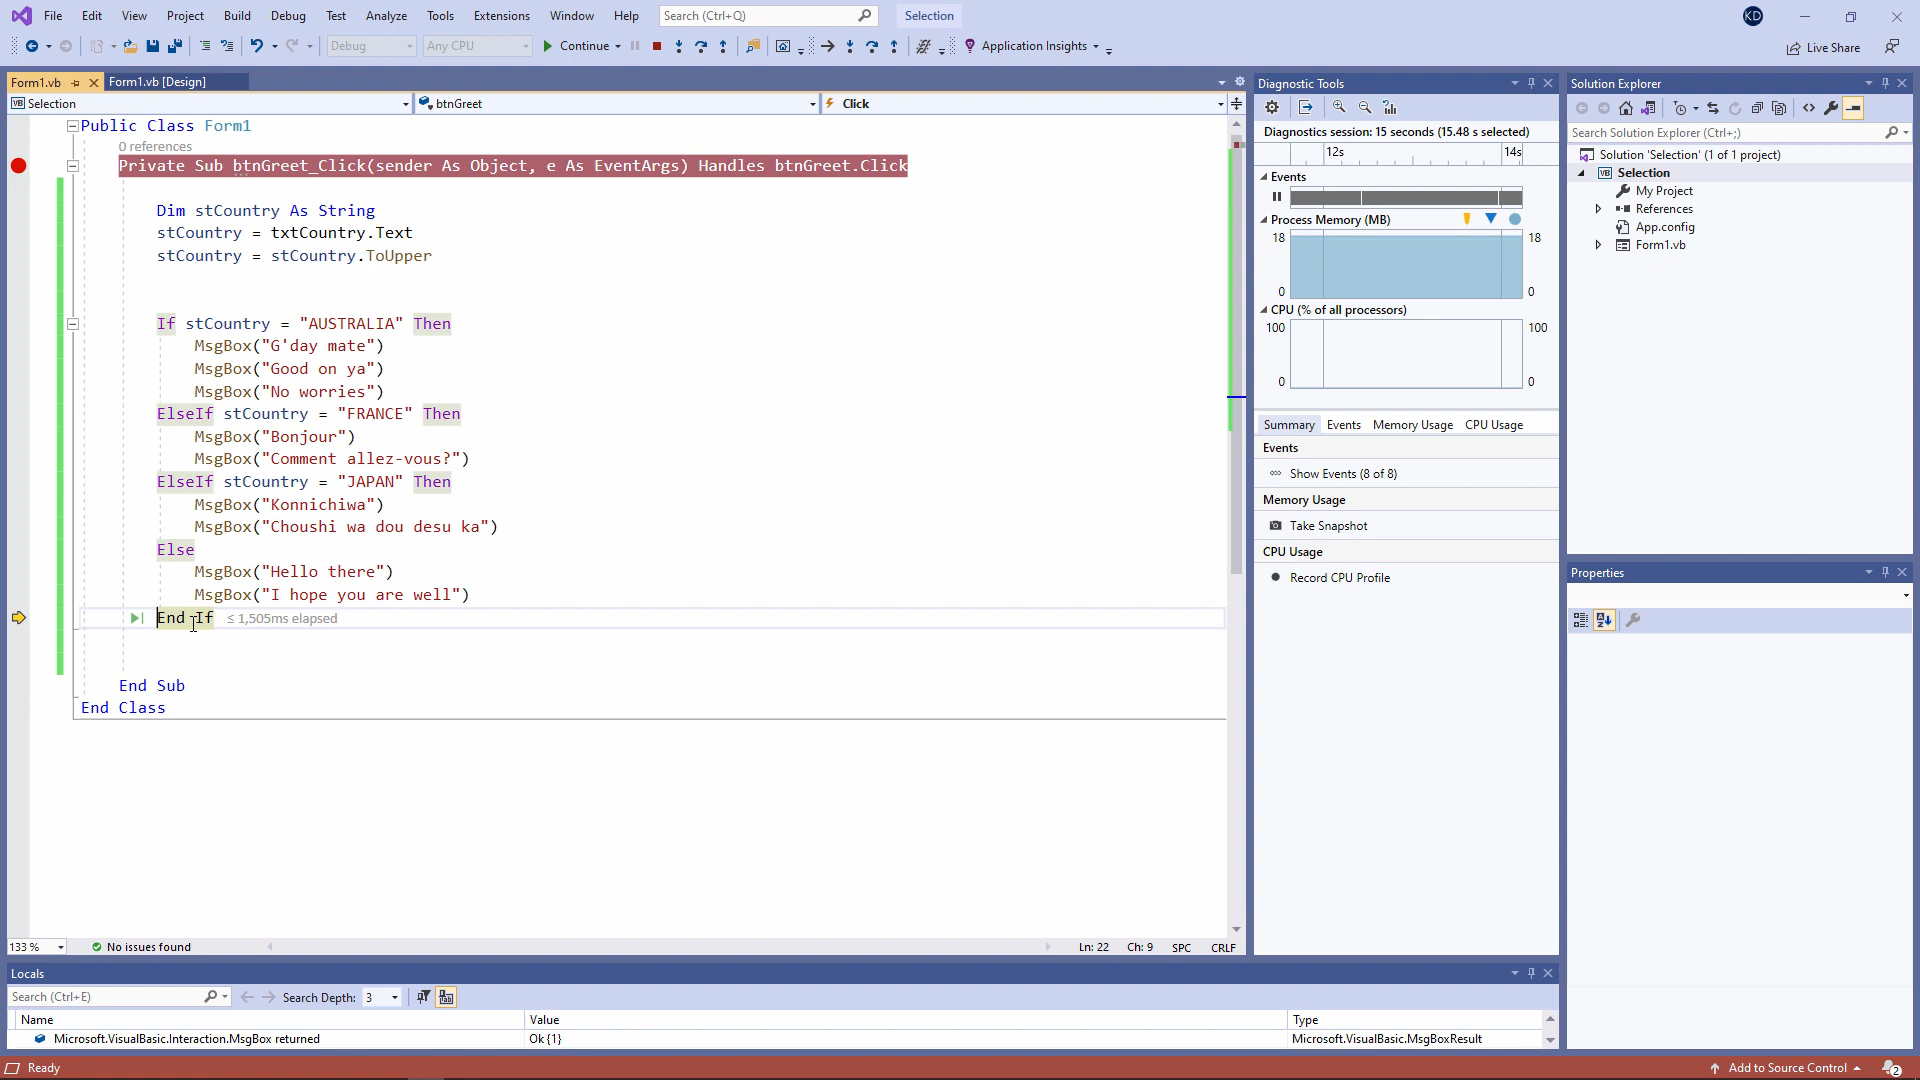 File Edit View Project Build Debug Test Analyze Tools Extensions Window Help Search (Ctrl+Q) Selection KD
Debug Any CPU Continue Application Insights Live Share
Form1.vb Form1.vb [Design]
VB Selection btnGreet Click
Public Class Form1
0 references
Private Sub btnGreet_Click(sender As Object, e As EventArgs) Handles btnGreet.Click
Dim stCountry As String
stCountry = txtCountry.Text
stCountry = stCountry.ToUpper
If stCountry = "AUSTRALIA" Then
MsgBox("G'day mate")
MsgBox("Good on ya")
MsgBox("No worries")
ElseIf stCountry = "FRANCE" Then
MsgBox("Bonjour")
MsgBox("Comment allez-vous?")
ElseIf stCountry = "JAPAN" Then
MsgBox("Konnichiwa")
MsgBox("Choushi wa dou desu ka")
Else
MsgBox("Hello there")
MsgBox("I hope you are well")
End If ≤ 1,505ms elapsed
End Sub
End Class
133 % No issues found Ln: 22 Ch: 9 SPC CRLF
Diagnostic Tools
Diagnostics session: 15 seconds (15.48 s selected)
12s 14s
Events
Process Memory (MB)
18 18
0 0
CPU (% of all processors)
100 100
0 0
Summary Events Memory Usage CPU Usage
Events
Show Events (8 of 8)
Memory Usage
Take Snapshot
CPU Usage
Record CPU Profile
Solution Explorer
Search Solution Explorer (Ctrl+;)
Solution 'Selection' (1 of 1 project)
VB Selection
My Project
References
App.config
Form1.vb
Properties
Locals
Search (Ctrl+E) Search Depth: 3
Name Value Type
Microsoft.VisualBasic.Interaction.MsgBox returned Ok {1} Microsoft.VisualBasic.MsgBoxResult
Ready Add to Source Control 2